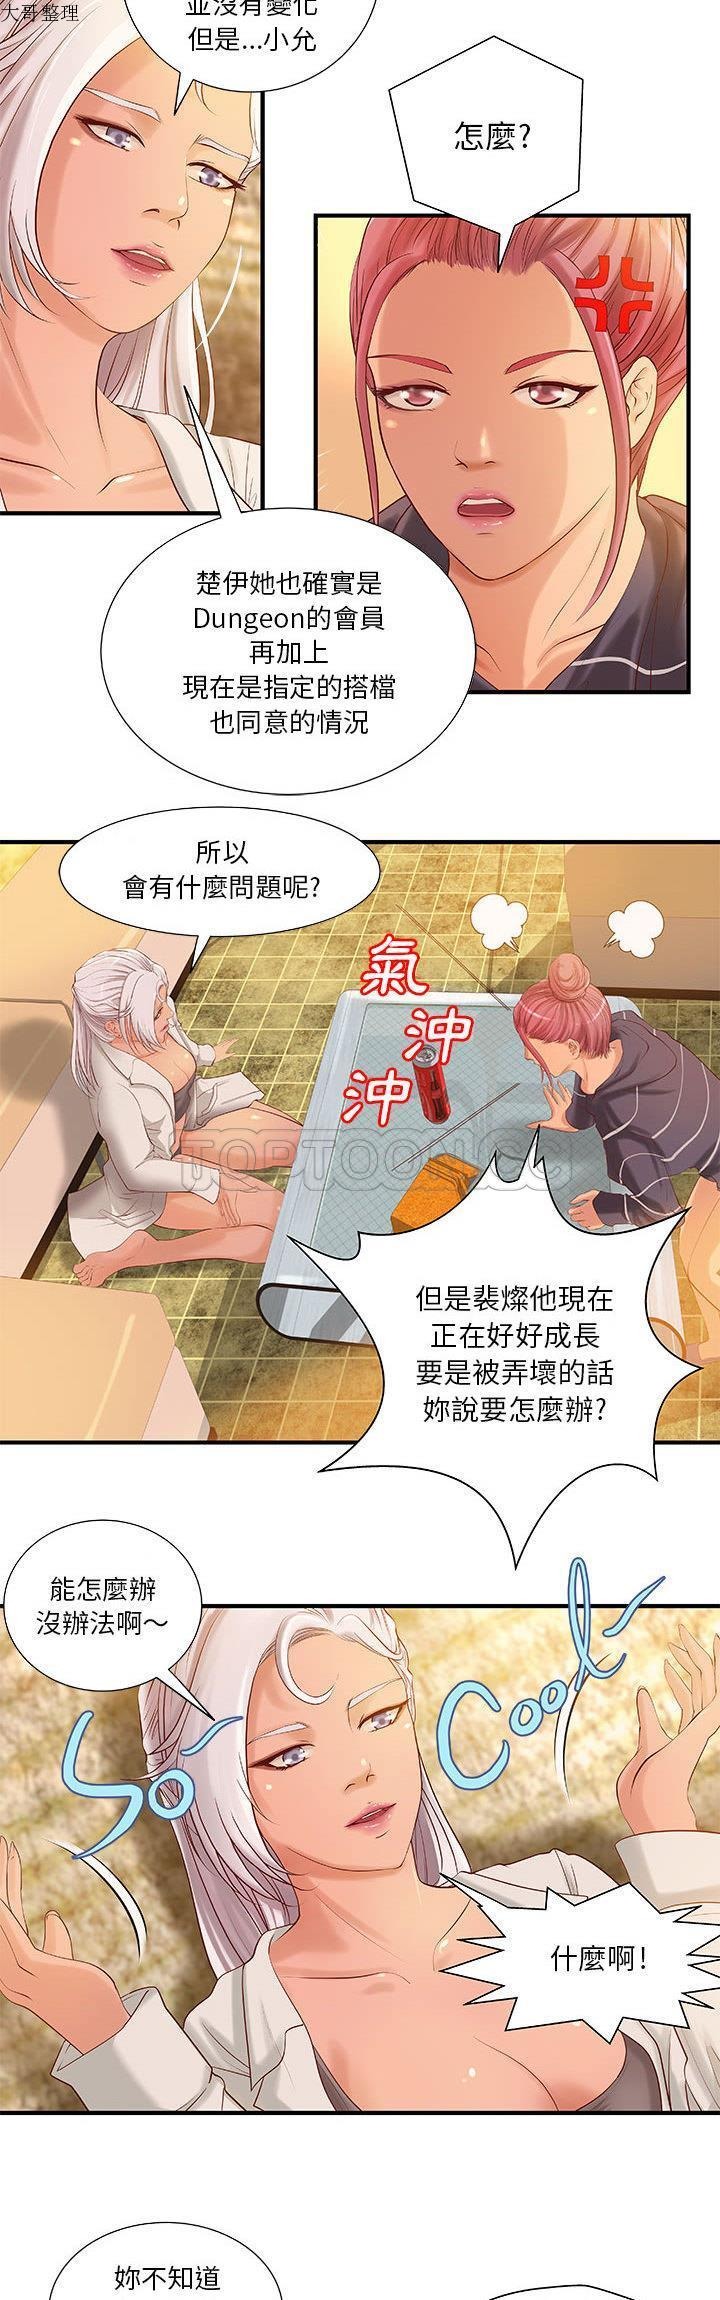 大哥整理
並沒有變化
但是...小允
怎麼?
楚伊她也確實是
Dungeon的會員
再加上
現在是指定的搭檔
也同意的情況
所以
會有什麼問題呢?
氣
沖
沖
TOPTOON.CC
但是裴燦他現在
正在好好成長
要是被弄壞的話
妳說要怎麼辦?
能怎麼辦
沒辦法啊～
So Cool~
什麼啊!
妳不知道